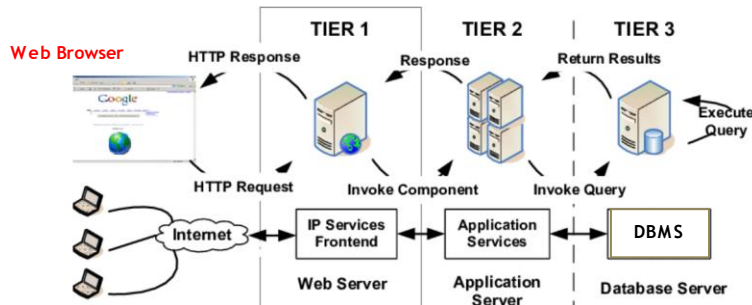 TIER 1
TIER 2
TIER 3
Web Browser
HTTP Response
Response
Return Results
Google
Execute
Query
HTTP Request
Invoke Component
Invoke Query
Internet
IP Services
Frontend
Application
Services
DBMS
Web Server
Application
Server
Database Server